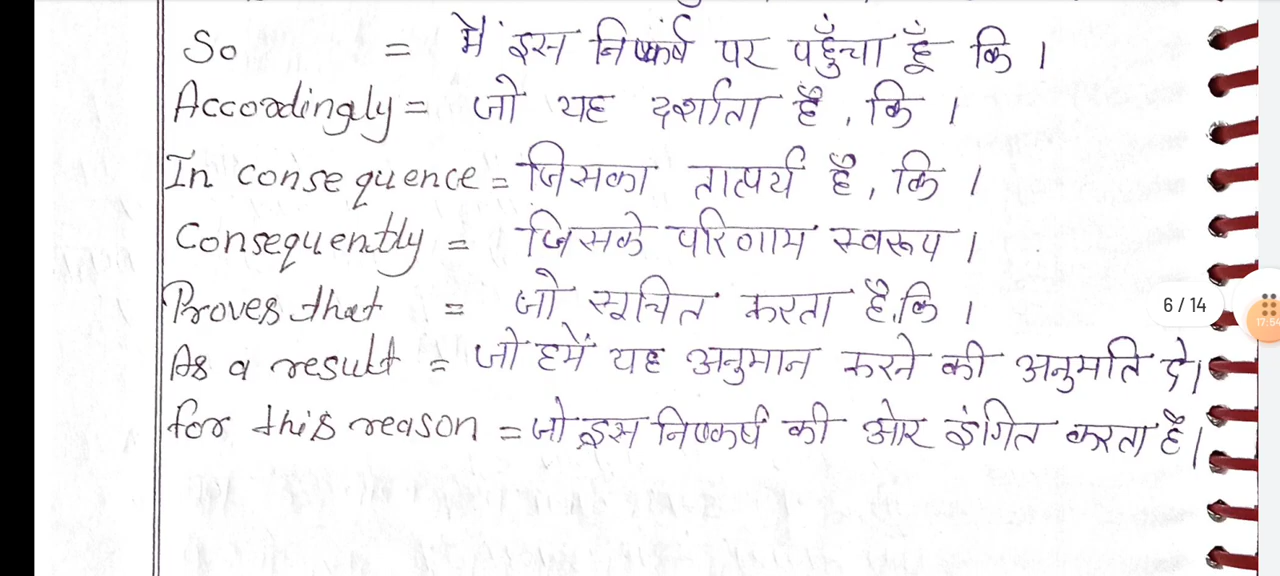 So = मैं इस निष्कर्ष पर पहुँचा हूँ कि ।
Accordingly = जो यह दर्शाता है, कि ।
In consequence = जिसका तात्पर्य है, कि ।
Consequently = जिसके परिणाम स्वरूप ।
Proves that = जो सूचित करता है, कि ।
6 / 14
As a result = जो हमें यह अनुमान करने की अनुमति दे।
for this reason = जो इस निष्कर्ष की ओर इंगित करता है।